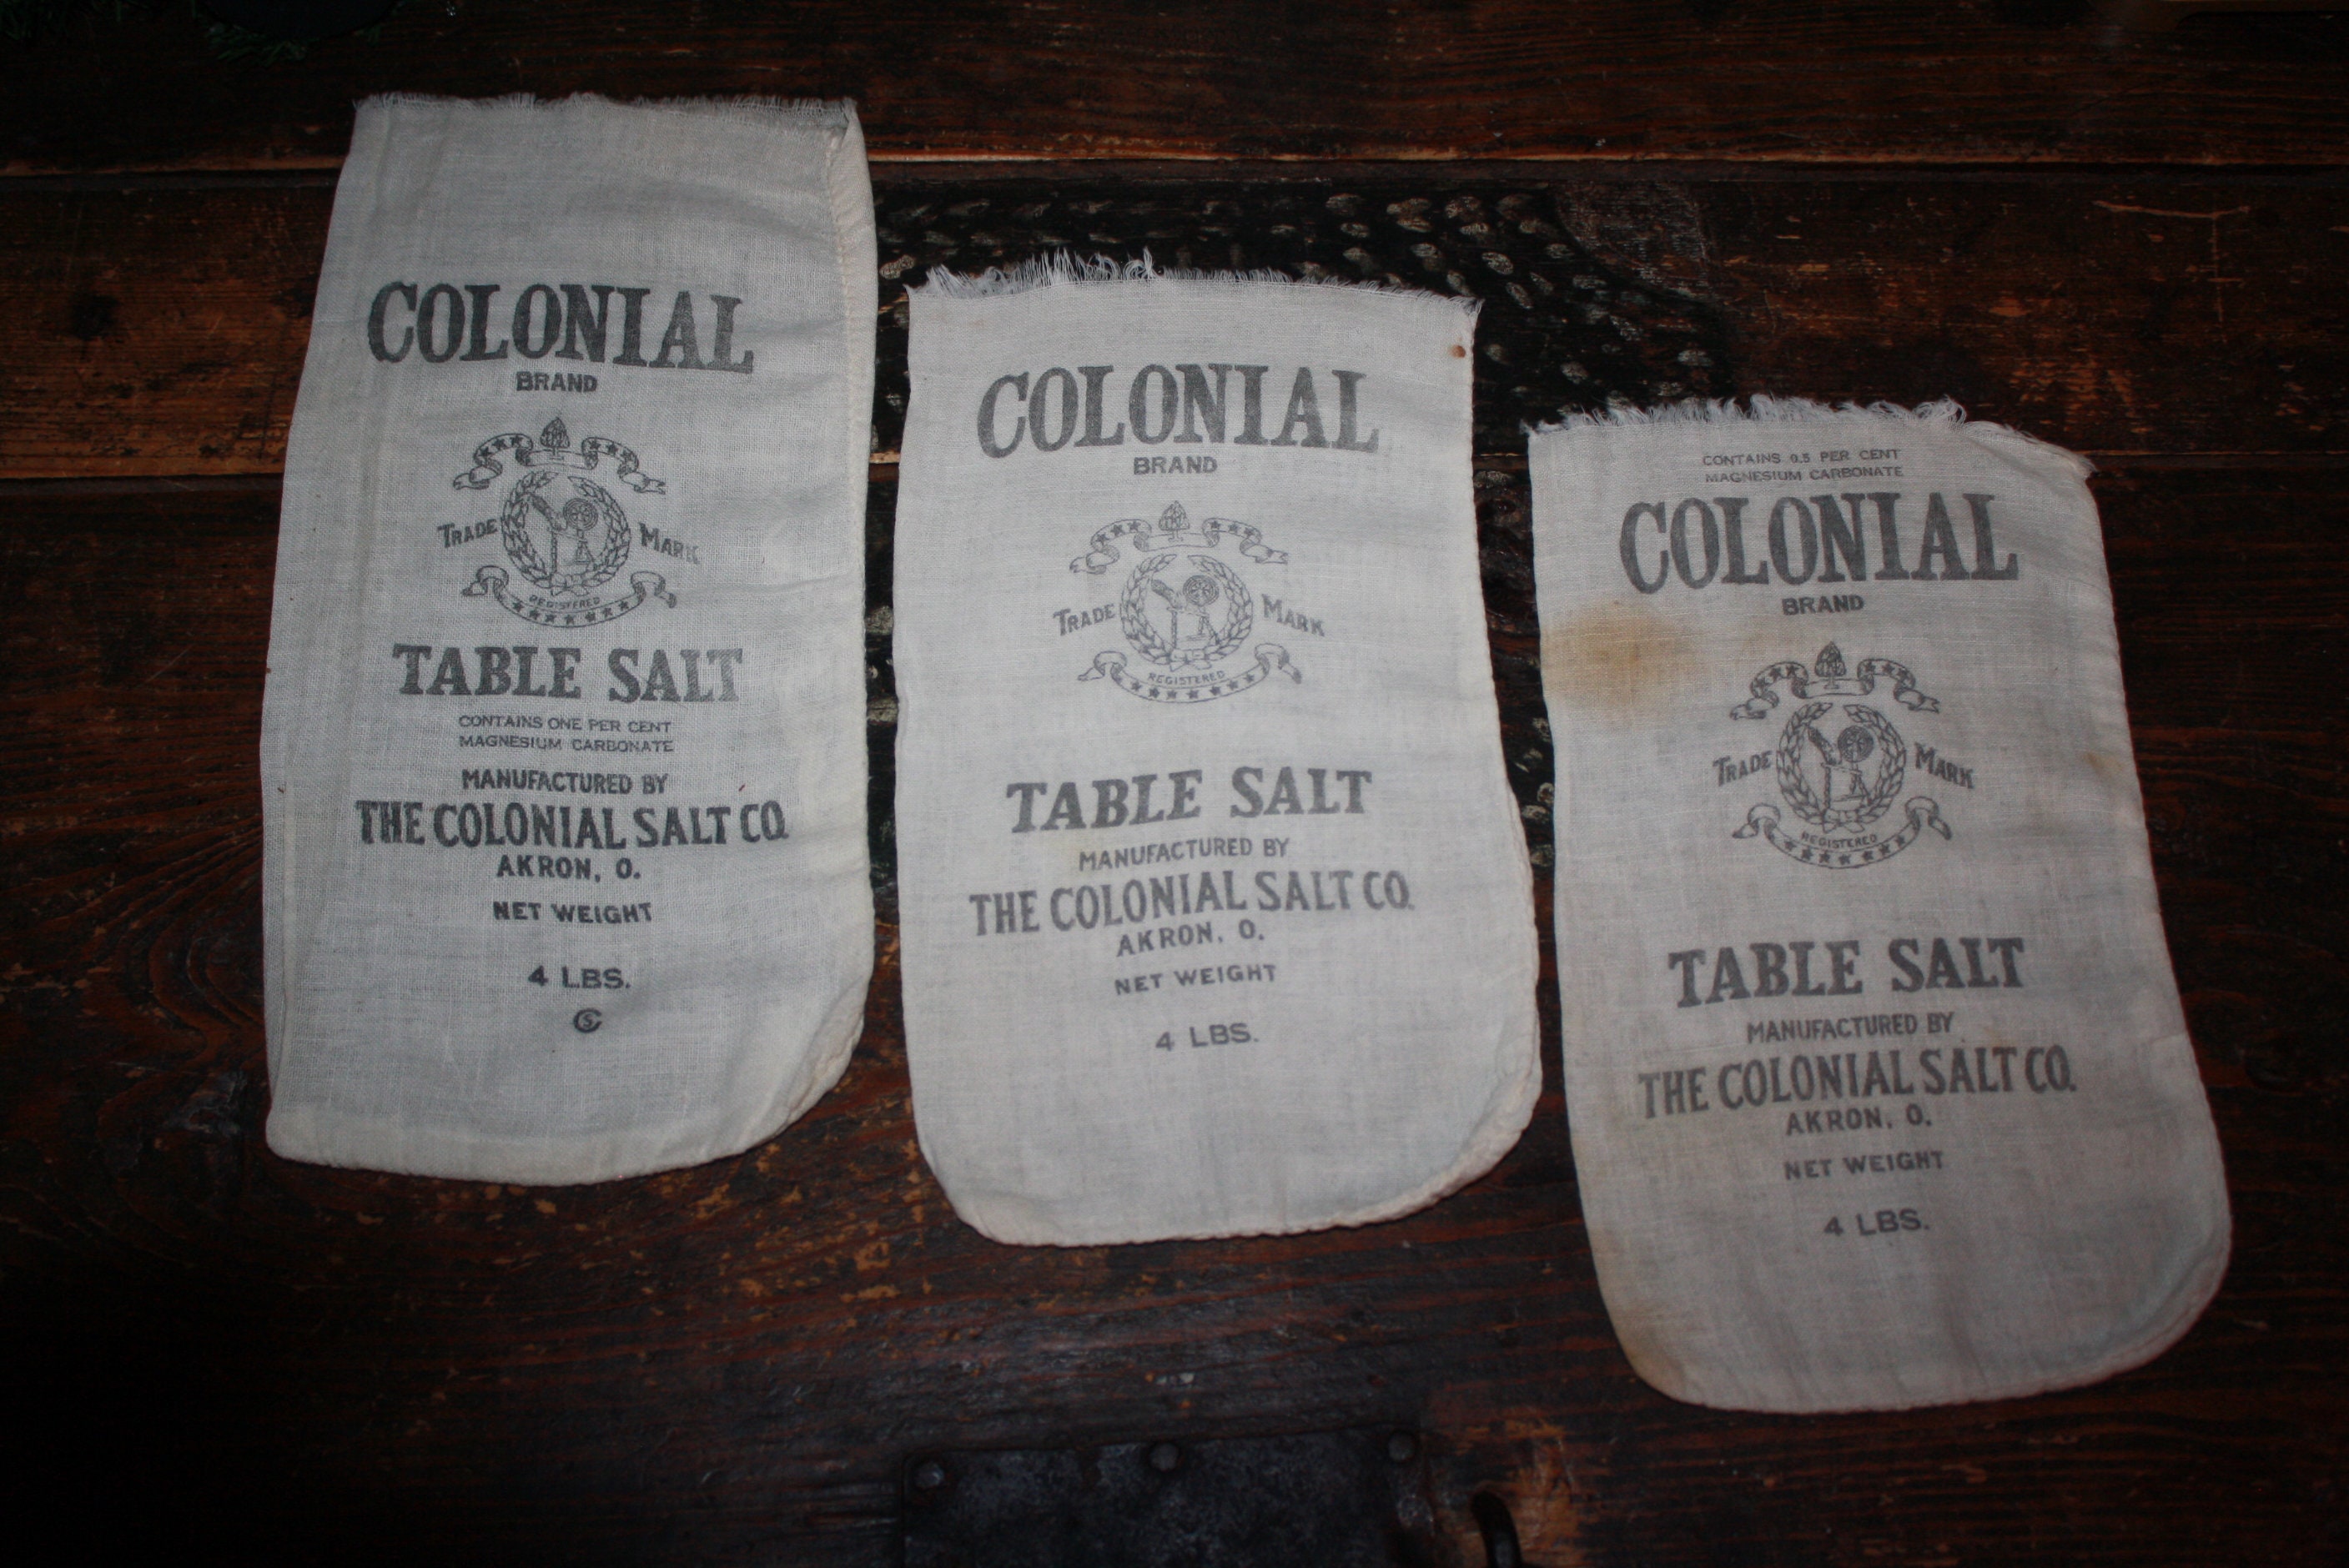 COLONIAL
BRAND
TRADE MARK
REGISTERED
TABLE SALT
CONTAINS ONE PER CENT
MAGNESIUM CARBONATE
MANUFACTURED BY
THE COLONIAL SALT CO.
AKRON, O.
NET WEIGHT
4 LBS.
COLONIAL
BRAND
TRADE MARK
REGISTERED
TABLE SALT
MANUFACTURED BY
THE COLONIAL SALT CO.
AKRON, O.
NET WEIGHT
4 LBS.
CONTAINS 0.5 PER CENT
MAGNESIUM CARBONATE
COLONIAL
BRAND
TRADE MARK
REGISTERED
TABLE SALT
MANUFACTURED BY
THE COLONIAL SALT CO.
AKRON, O.
NET WEIGHT
4 LBS.